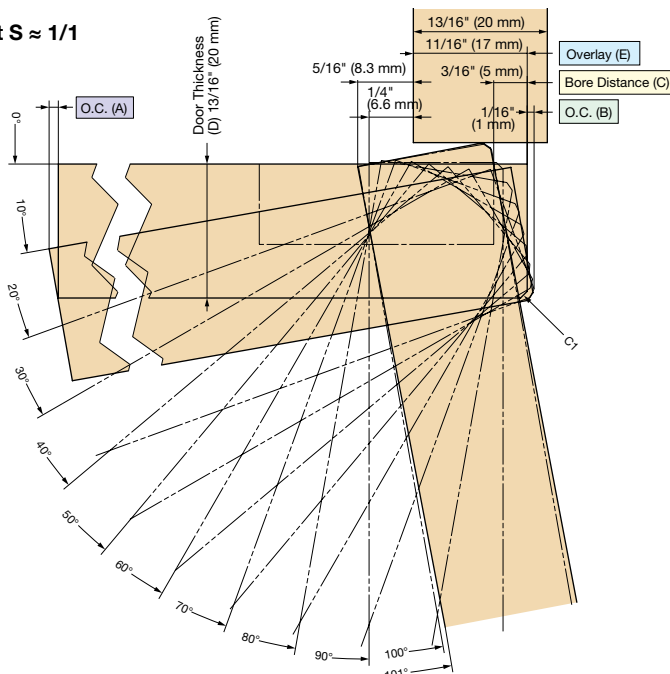 t S ≈ 1/1
13/16" (20 mm)
11/16" (17 mm)
Overlay (E)
5/16" (8.3 mm)
3/16" (5 mm)
Bore Distance (C)
1/4"
(6.6 mm)
1/16"
(1 mm)
O.C. (B)
O.C. (A)
Door Thickness
(D) 13/16" (20 mm)
0°
10°
20°
30°
40°
50°
60°
70°
80°
90°
100°
101°
C1